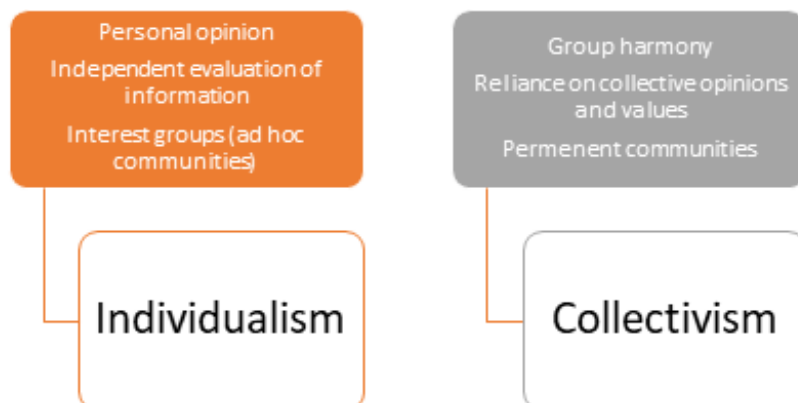 Personal opinion
Independent evaluation of
information
Interest groups (ad hoc
communities)
Individualism
Group harmony
Reliance on collective opinions
and values
Permenent communities
Collectivism